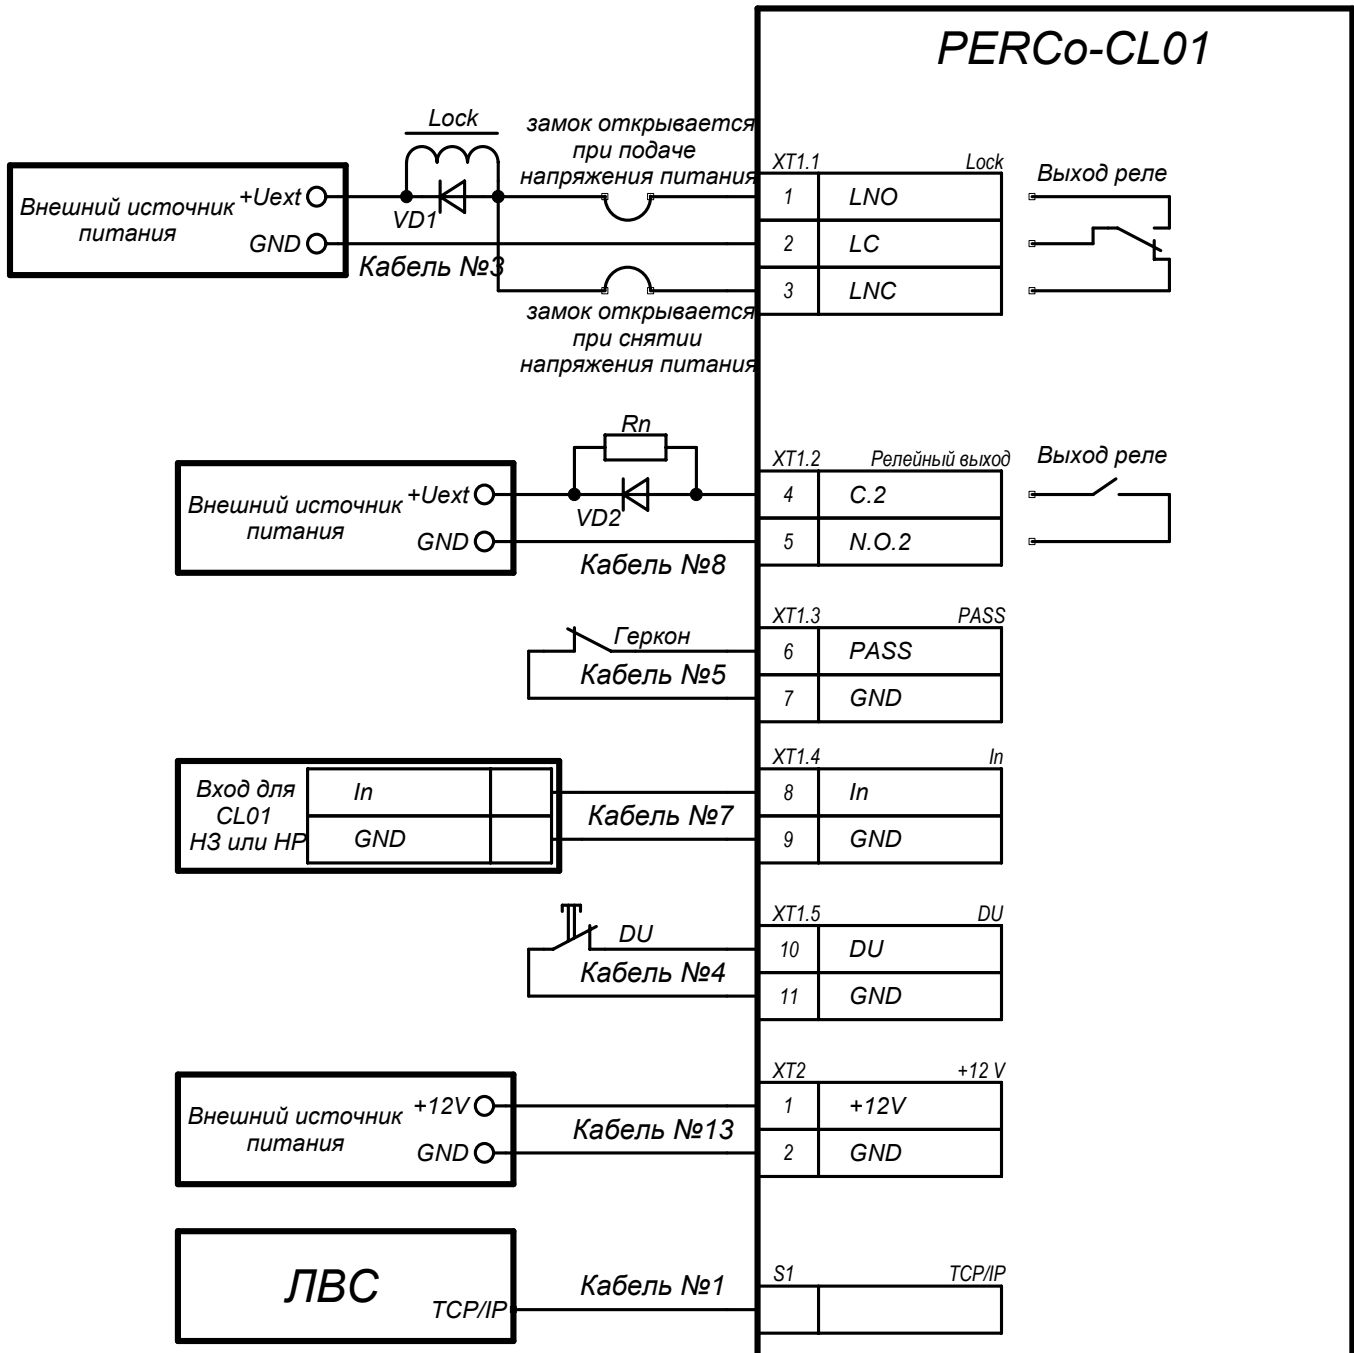 PERCo-CL01
Lock
замок открывается
при подаче
напряжения питания
Внешний источник
питания
+Uext
GND
VD1
Кабель №3
замок открывается
при снятии
напряжения питания
XT1.1
Lock
1
LNO
2
LC
3
LNC
Выход реле
Rn
Внешний источник
питания
+Uext
GND
VD2
Кабель №8
XT1.2
Релейный выход
4
C.2
5
N.O.2
Выход реле
Геркон
Кабель №5
XT1.3
PASS
6
PASS
7
GND
Вход для
CL01
НЗ или НР
In
GND
Кабель №7
XT1.4
In
8
In
9
GND
DU
Кабель №4
XT1.5
DU
10
DU
11
GND
Внешний источник
питания
+12V
GND
Кабель №13
XT2
+12 V
1
+12V
2
GND
ЛВС
TCP/IP
Кабель №1
S1
TCP/IP